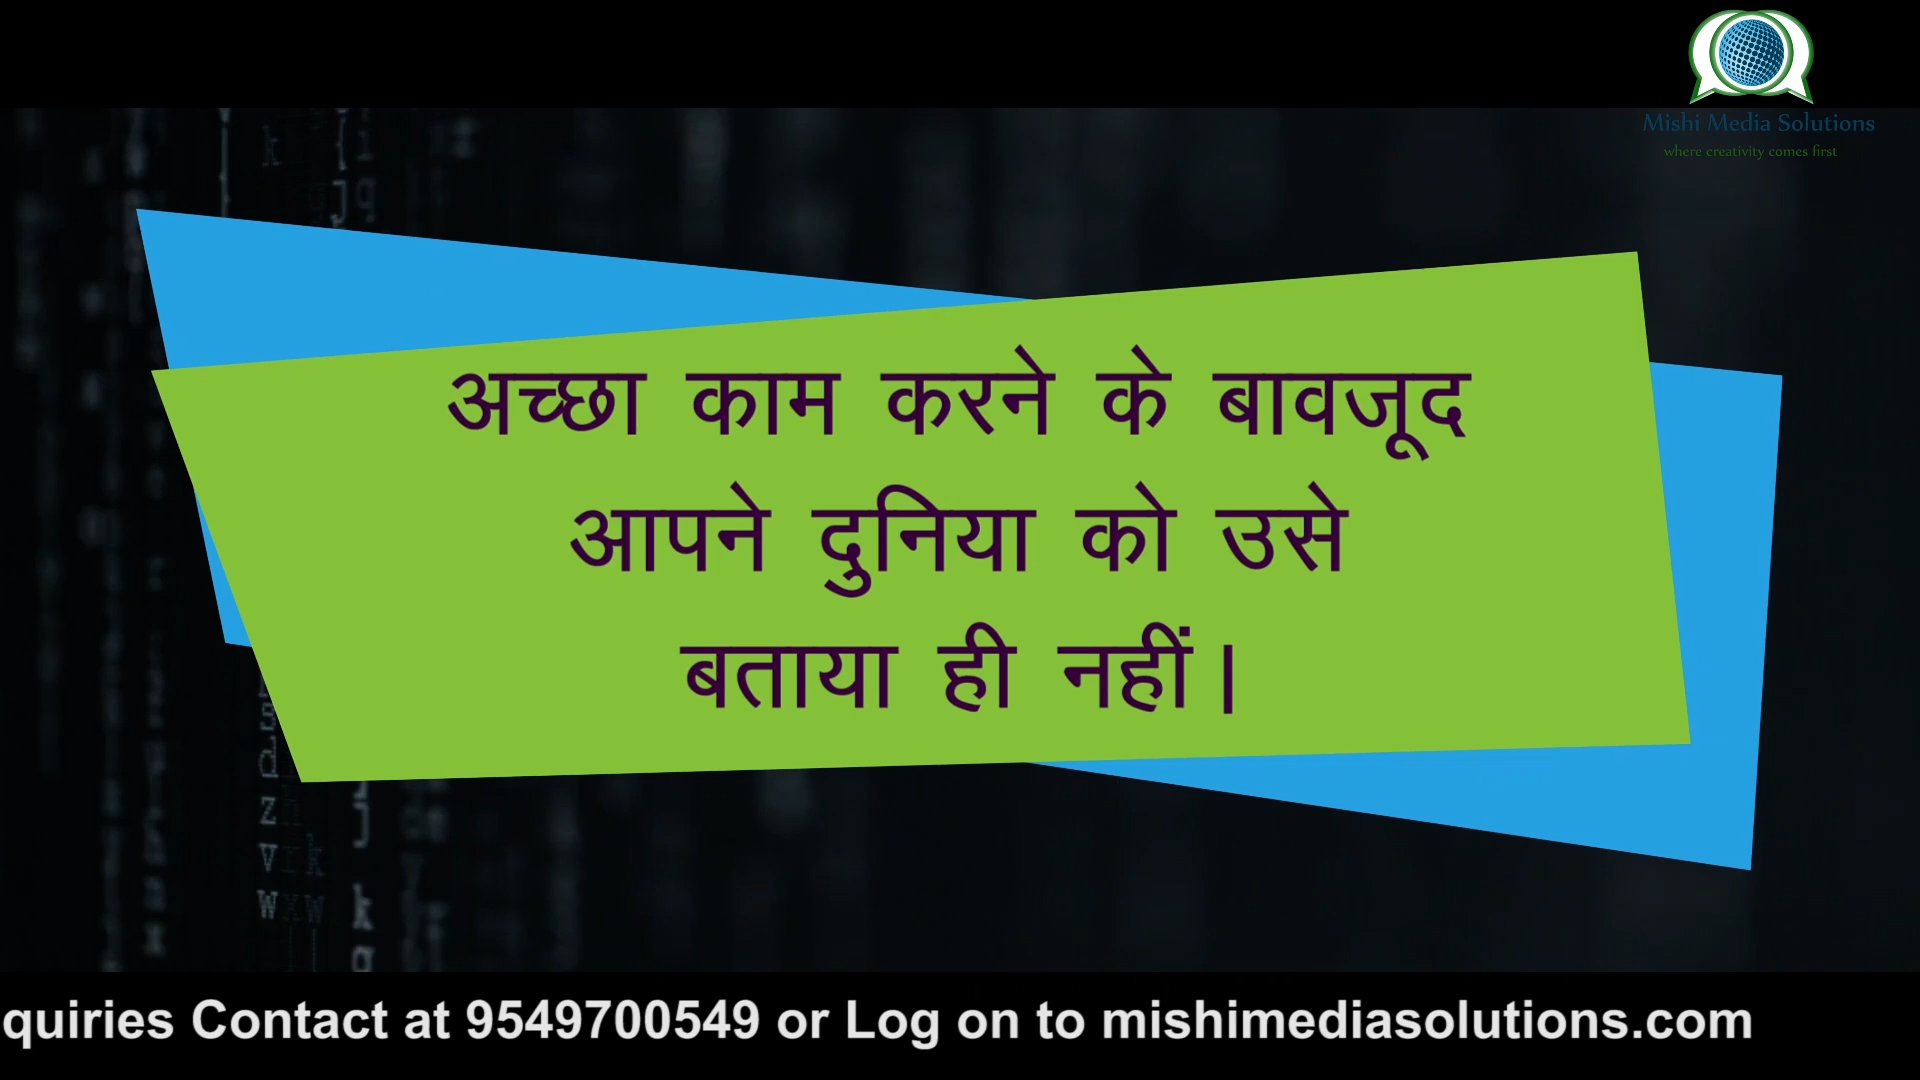 Mishi Media Solutions
where creativity comes first
अच्छा काम करने के बावजूद
आपने दुनिया को उसे
बताया ही नहीं।
quiries Contact at 9549700549 or Log on to mishimediasolutions.com